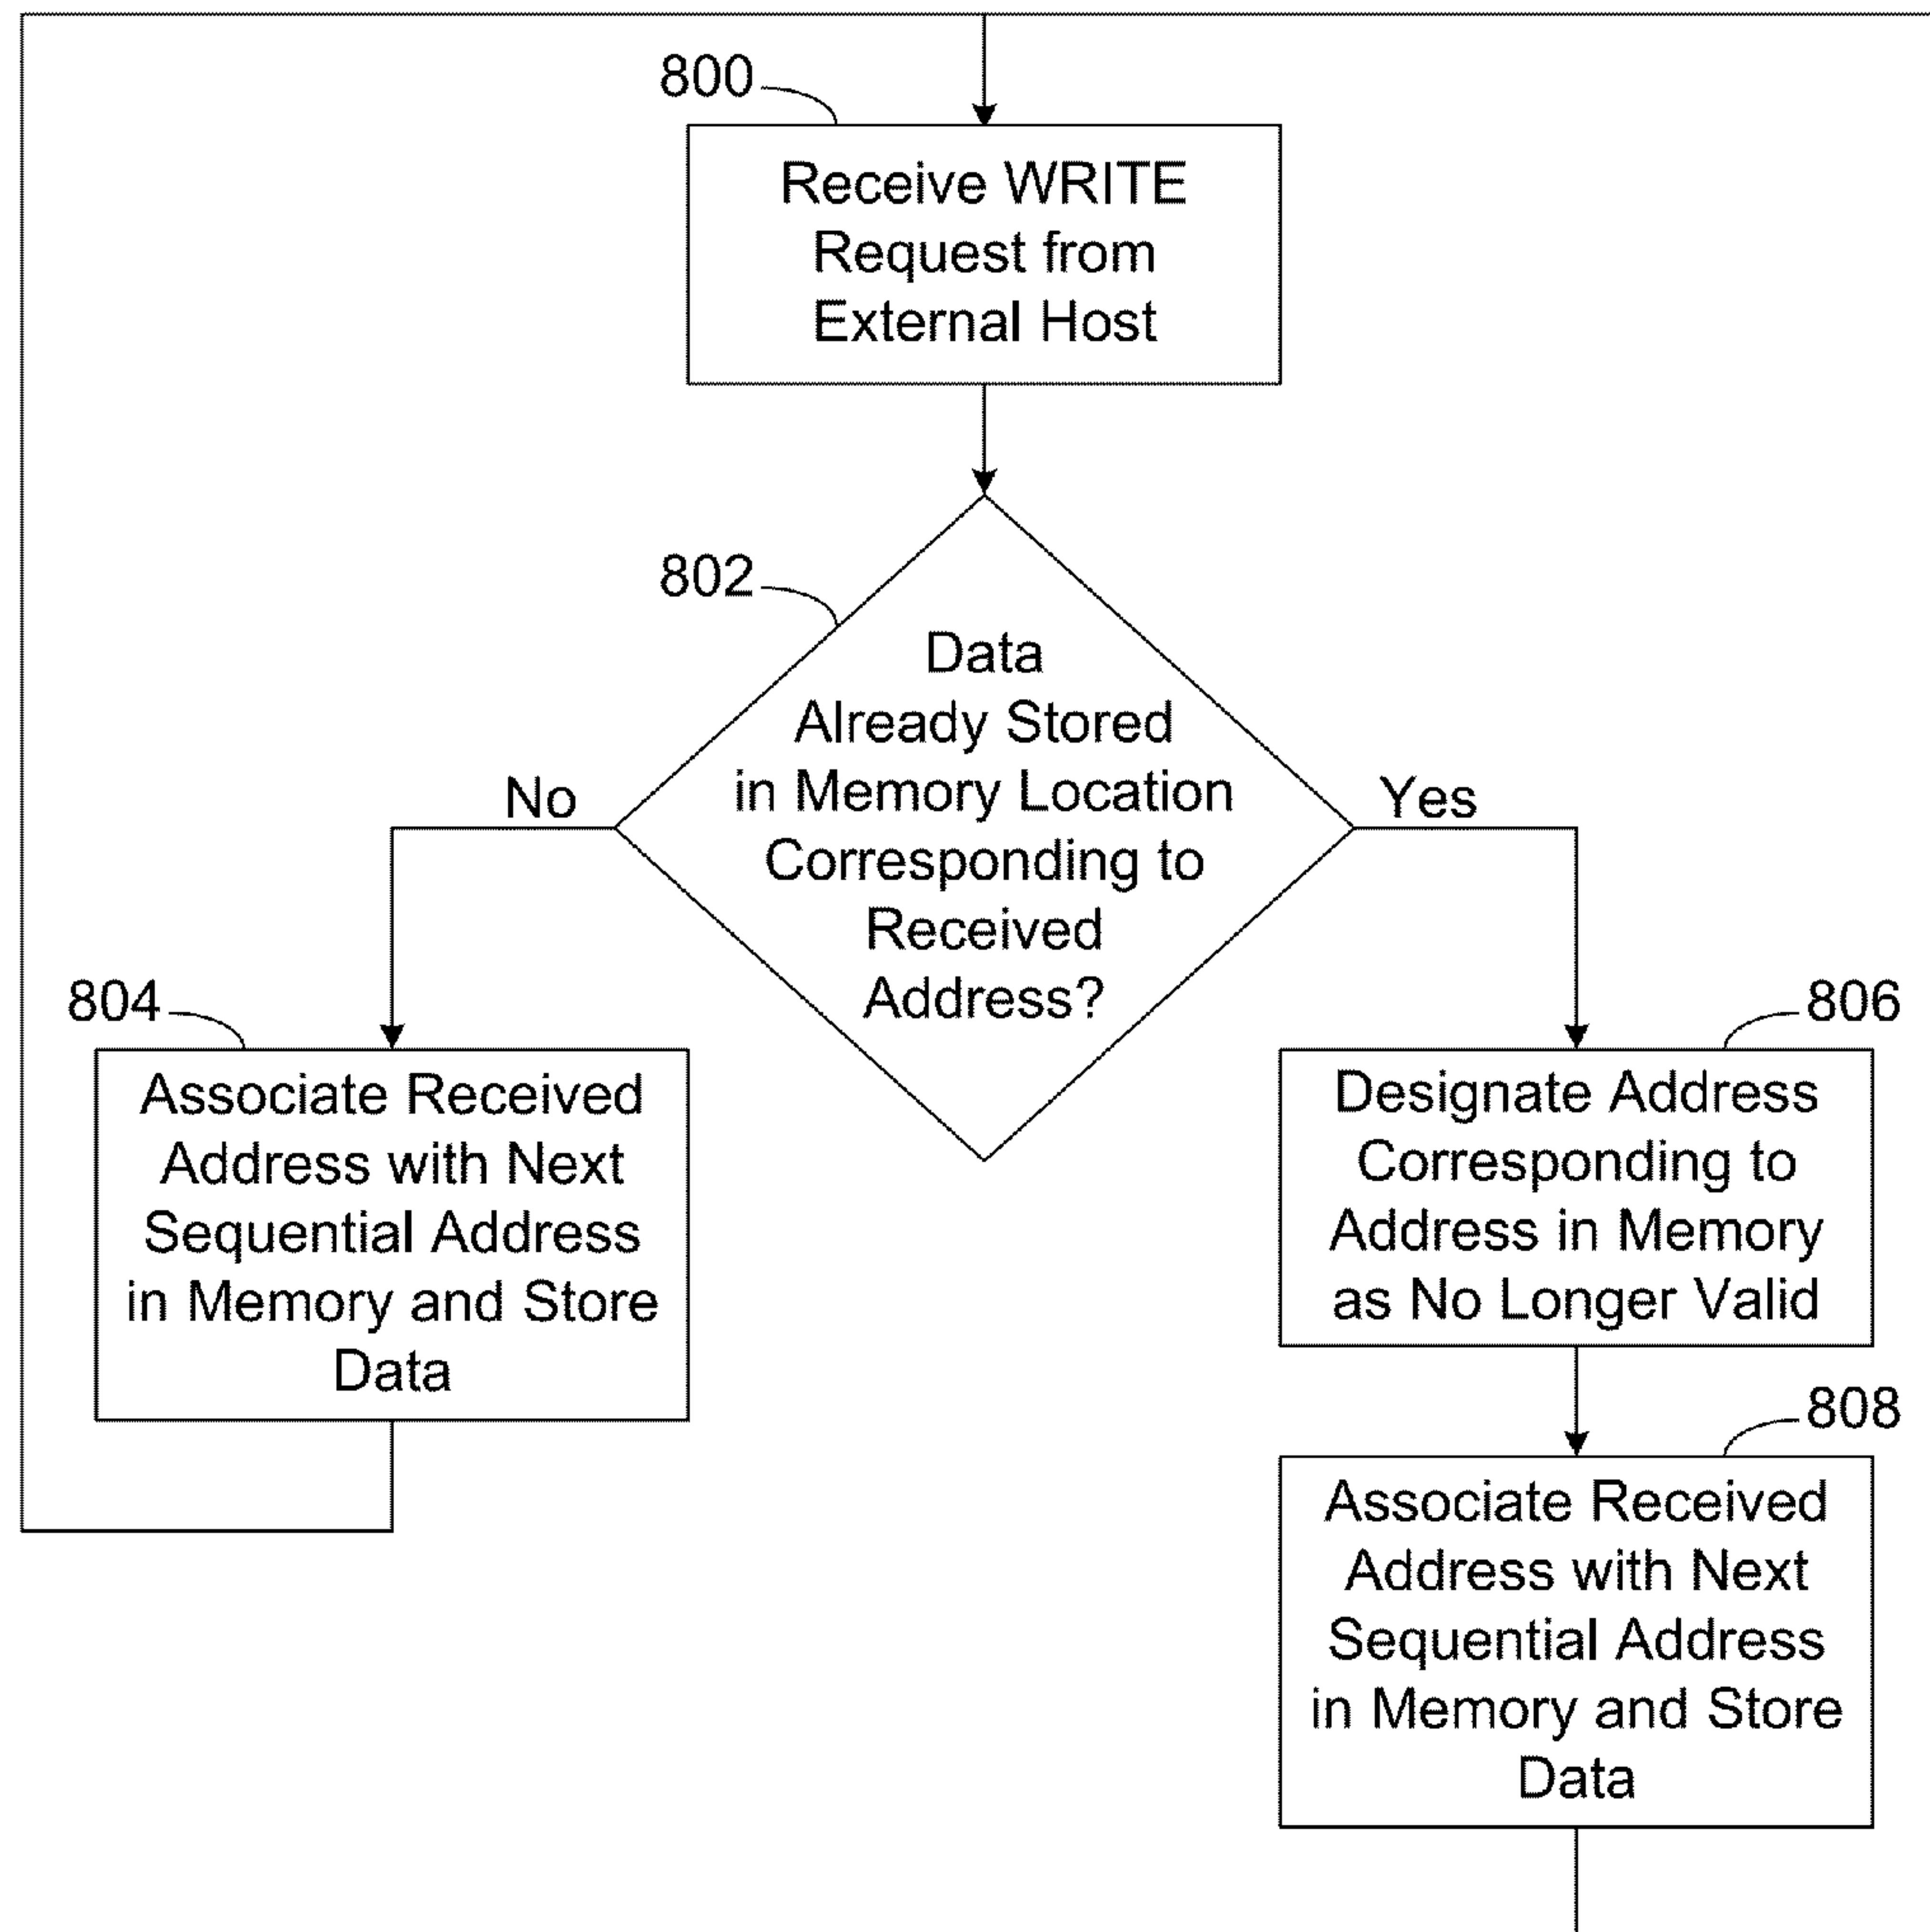 800
Receive WRITE
Request from
External Host
802
Data
Already Stored
in Memory Location
Corresponding to
Received
Address?
No
Yes
804
Associate Received
Address with Next
Sequential Address
in Memory and Store
Data
806
Designate Address
Corresponding to
Address in Memory
as No Longer Valid
808
Associate Received
Address with Next
Sequential Address
in Memory and Store
Data